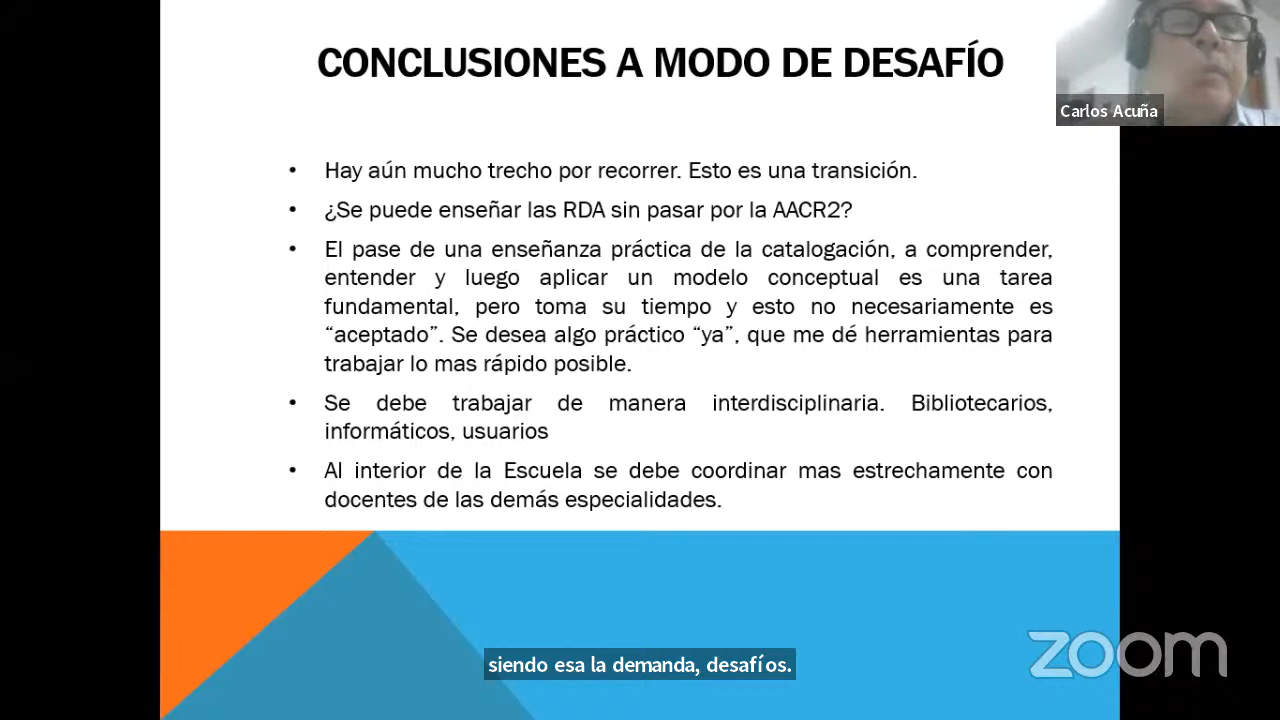 CONCLUSIONES A MODO DE DESAFÍO
Carlos Acuña
• Hay aún mucho trecho por recorrer. Esto es una transición.
• ¿Se puede enseñar las RDA sin pasar por la AACR2?
• El pase de una enseñanza práctica de la catalogación, a comprender,
entender y luego aplicar un modelo conceptual es una tarea
fundamental, pero toma su tiempo y esto no necesariamente es
“aceptado”. Se desea algo práctico “ya”, que me dé herramientas para
trabajar lo mas rápido posible.
• Se debe trabajar de manera interdisciplinaria. Bibliotecarios,
informáticos, usuarios
• Al interior de la Escuela se debe coordinar mas estrechamente con
docentes de las demás especialidades.
zoom
siendo esa la demanda, desafíos.